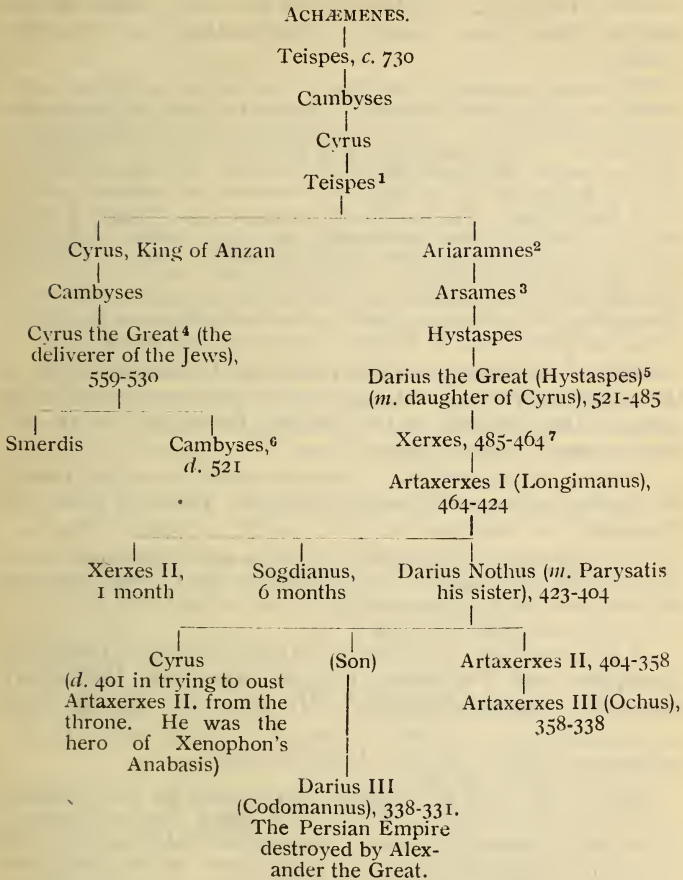 ACHÆMENES.
Teispes, c. 730
Cambyses
Cyrus
Teispes¹
Cyrus, King of Anzan
Ariaramnes²
Cambyses
Arsames³
Cyrus the Great⁴ (the
deliverer of the Jews),
559-530
Hystaspes
Darius the Great (Hystaspes)⁵
(m. daughter of Cyrus), 521-485
Smerdis
Cambyses,⁶
d. 521
Xerxes, 485-464⁷
Artaxerxes I (Longimanus),
464-424
Xerxes II,
1 month
Sogdianus,
6 months
Darius Nothus (m. Parysatis
his sister), 423-404
Cyrus
(d. 401 in trying to oust
Artaxerxes II. from the
throne. He was the
hero of Xenophon's
Anabasis)
(Son)
Artaxerxes II, 404-358
Artaxerxes III (Ochus),
358-338
Darius III
(Codomannus), 338-331.
The Persian Empire
destroyed by Alex-
ander the Great.